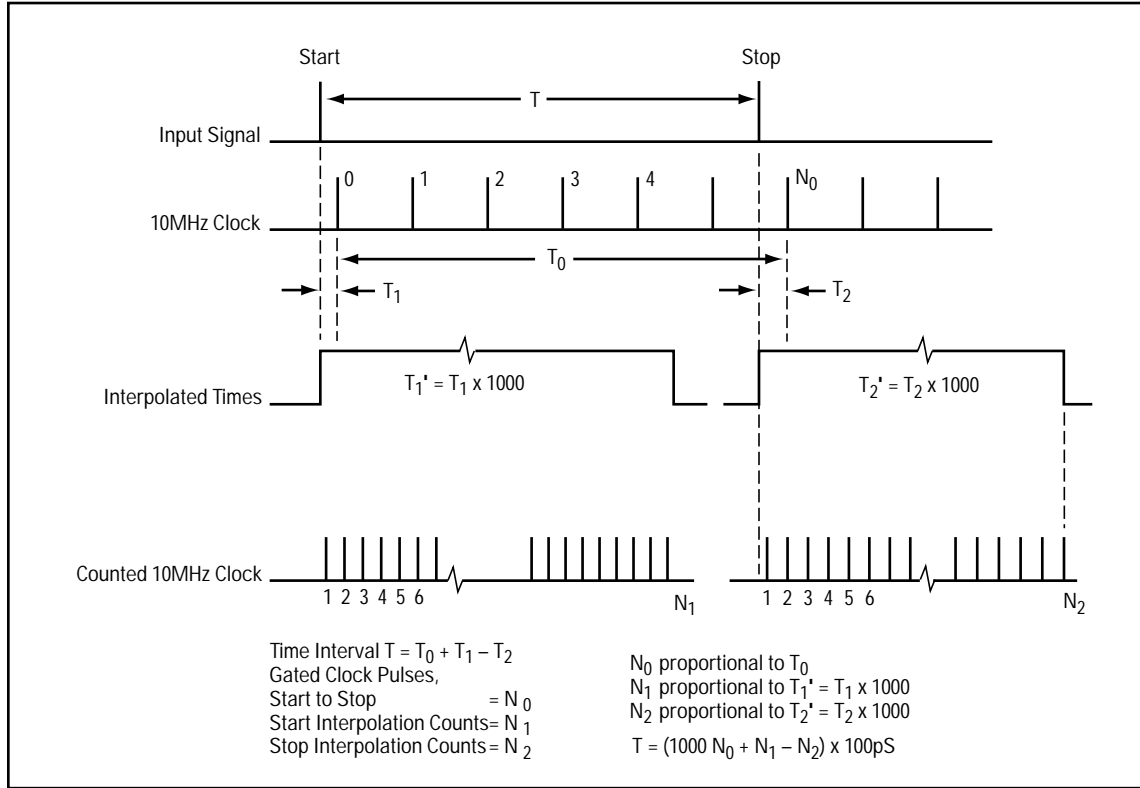 Start Stop
T
Input Signal
0 1 2 3 4 N₀
10MHz Clock
T₀
T₁ T₂
T₁' = T₁ x 1000 T₂' = T₂ x 1000
Interpolated Times
Counted 10MHz Clock
1 2 3 4 5 6 N₁ 1 2 3 4 5 6 N₂
Time Interval T = T₀ + T₁ – T₂
Gated Clock Pulses,
Start to Stop = N₀
Start Interpolation Counts= N₁
Stop Interpolation Counts= N₂
N₀ proportional to T₀
N₁ proportional to T₁' = T₁ x 1000
N₂ proportional to T₂' = T₂ x 1000
T = (1000 N₀ + N₁ – N₂) x 100pS